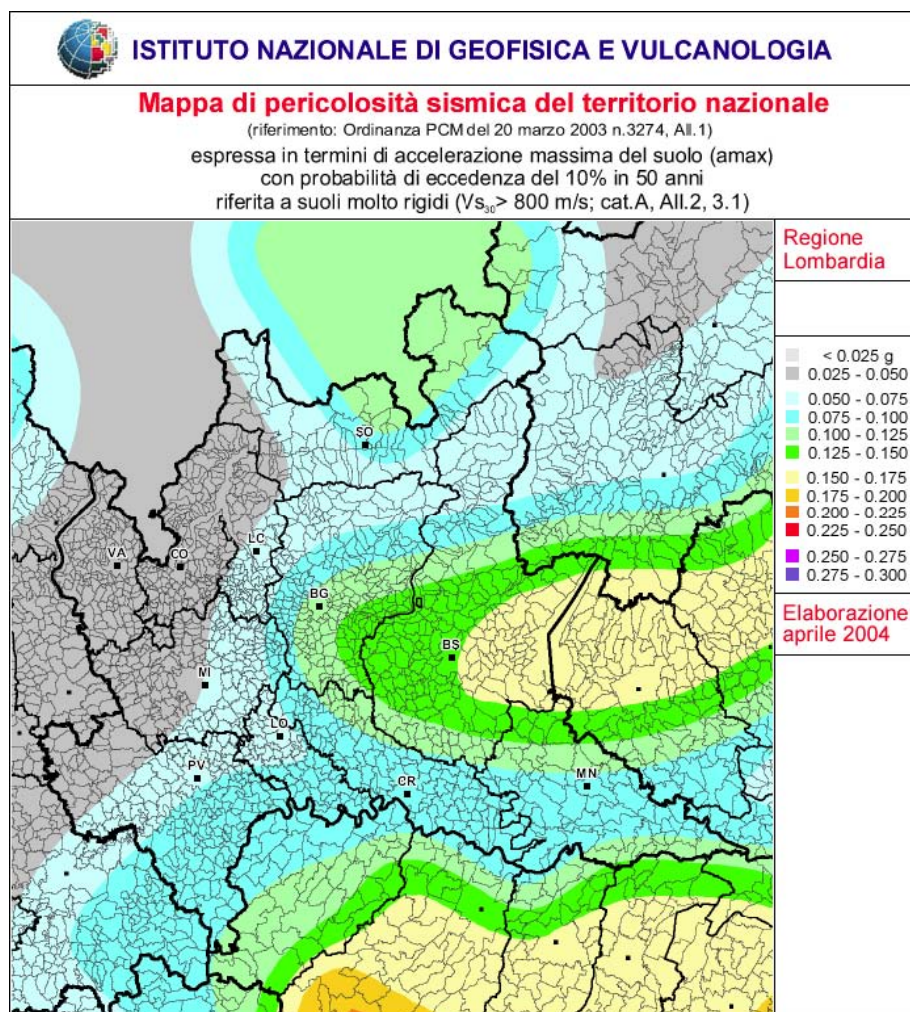 ISTITUTO NAZIONALE DI GEOFISICA E VULCANOLOGIA
Mappa di pericolosità sismica del territorio nazionale
(riferimento: Ordinanza PCM del 20 marzo 2003 n.3274, All.1)
espressa in termini di accelerazione massima del suolo (amax)
con probabilità di eccedenza del 10% in 50 anni
riferita a suoli molto rigidi (Vs₃₀> 800 m/s; cat.A, All.2, 3.1)
Regione
Lombardia
< 0.025 g
0.025 - 0.050
0.050 - 0.075
0.075 - 0.100
0.100 - 0.125
0.125 - 0.150
0.150 - 0.175
0.175 - 0.200
0.200 - 0.225
0.225 - 0.250
0.250 - 0.275
0.275 - 0.300
Elaborazione
aprile 2004
SO
LC
VA
CO
BG
BS
MI
LO
PV
CR
MN